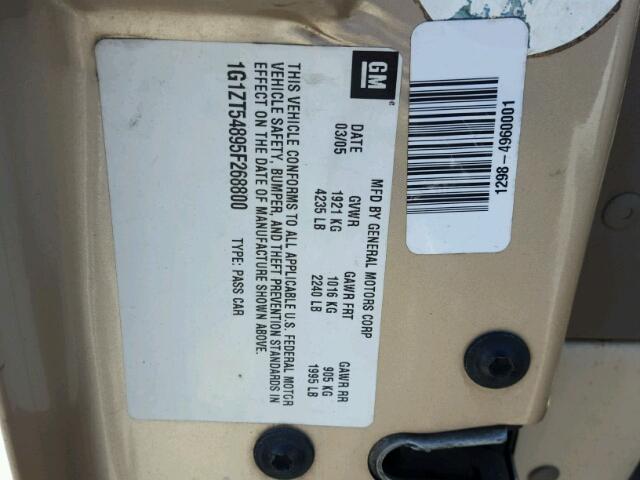 GM
MFD BY GENERAL MOTORS CORP
DATE GVWR GAWR FRT GAWR RR
03/05 1921 KG 1016 KG 905 KG
4235 LB 2240 LB 1995 LB
THIS VEHICLE CONFORMS TO ALL APPLICABLE U.S. FEDERAL MOTOR
VEHICLE SAFETY, BUMPER, AND THEFT PREVENTION STANDARDS IN
EFFECT ON THE DATE OF MANUFACTURE SHOWN ABOVE.
1G1ZT54895F268800 TYPE: PASS CAR
4960001
1298